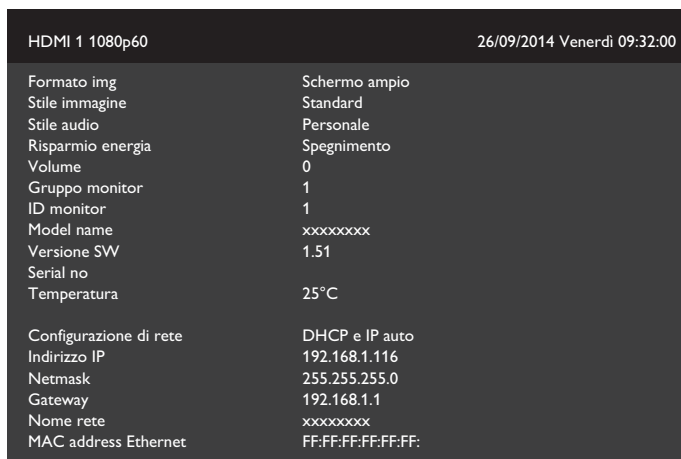 HDMI 1 1080p60 26/09/2014 Venerdì 09:32:00
Formato img Schermo ampio
Stile immagine Standard
Stile audio Personale
Risparmio energia Spegnimento
Volume 0
Gruppo monitor 1
ID monitor 1
Model name xxxxxxxx
Versione SW 1.51
Serial no
Temperatura 25°C
Configurazione di rete DHCP e IP auto
Indirizzo IP 192.168.1.116
Netmask 255.255.255.0
Gateway 192.168.1.1
Nome rete xxxxxxxx
MAC address Ethernet FF:FF:FF:FF:FF:FF: